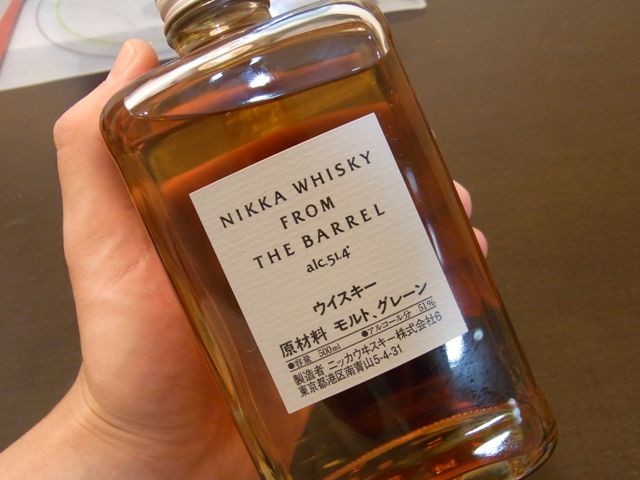 NIKKA WHISKY
FROM
THE BARREL
alc.51.4°
ウイスキー
原材料 モルト、グレーン
●容量 500ml ●アルコール分 51%
製造者 ニッカウヰスキー株式会社6
東京都港区南青山5-4-31